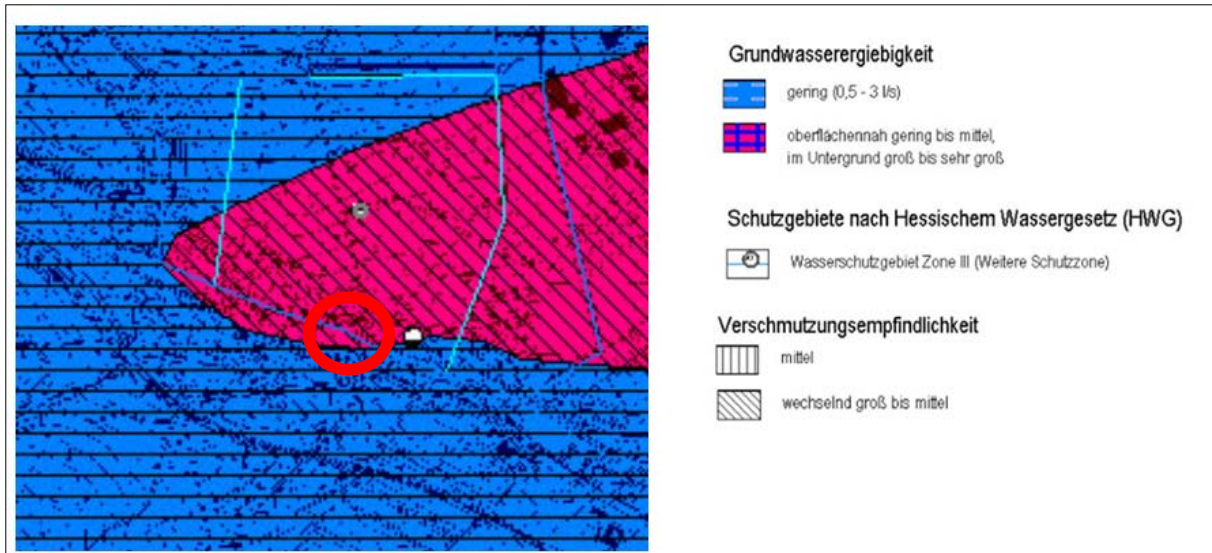 Grundwasserergiebigkeit
gering (0,5 - 3 l/s)
oberflächennah gering bis mittel,
im Untergrund groß bis sehr groß
Schutzgebiete nach Hessischem Wassergesetz (HWG)
Wasserschutzgebiet Zone III (Weitere Schutzzone)
Verschmutzungsempfindlichkeit
mittel
wechselnd groß bis mittel